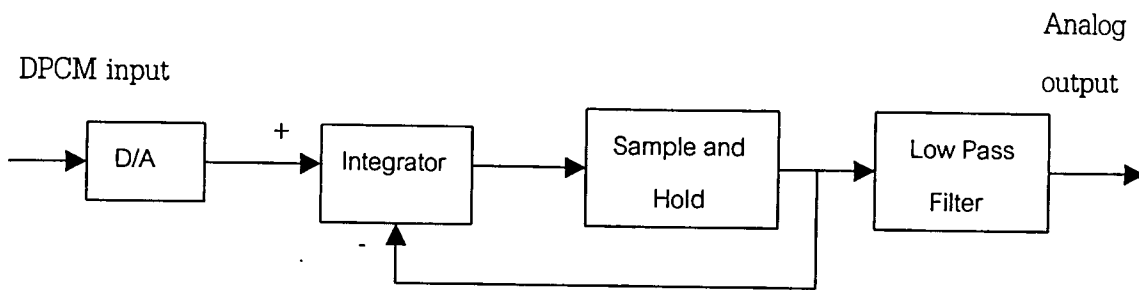 Analog
output
DPCM input
+
D/A
Integrator
Sample and
Hold
Low Pass
Filter
-